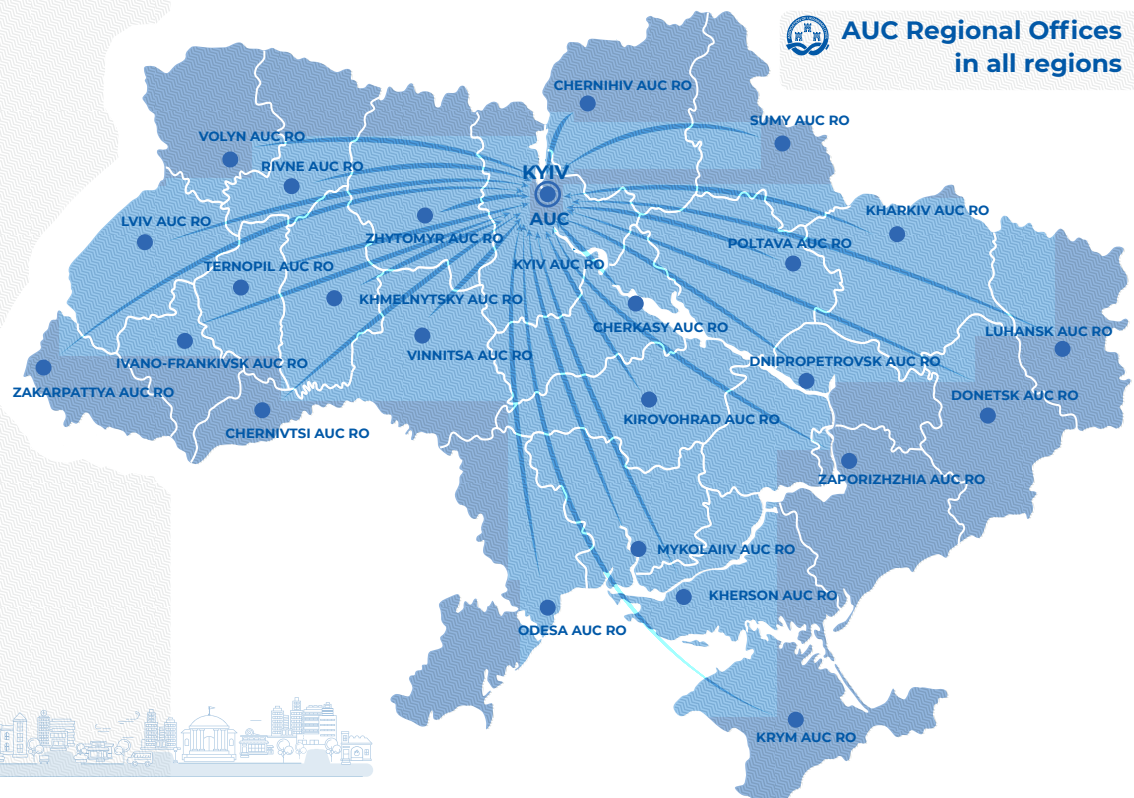 AUC Regional Offices
in all regions
CHERNIHIV AUC RO
SUMY AUC RO
VOLYN AUC RO
RIVNE AUC RO
KYIV
AUC
LVIV AUC RO
KHARKIV AUC RO
ZHYTOMYR AUC RO
POLTAVA AUC RO
TERNOPIL AUC RO
KYIV AUC RO
KHMELNYTSKY AUC RO
CHERKASY AUC RO
LUHANSK AUC RO
VINNITSA AUC RO
IVANO-FRANKIVSK AUC RO
DNIPROPETROVSK AUC RO
ZAKARPATTYA AUC RO
DONETSK AUC RO
KIROVOHRAD AUC RO
CHERNIVTSI AUC RO
ZAPORIZHZHIA AUC RO
MYKOLAIIV AUC RO
KHERSON AUC RO
ODESA AUC RO
KRYM AUC RO